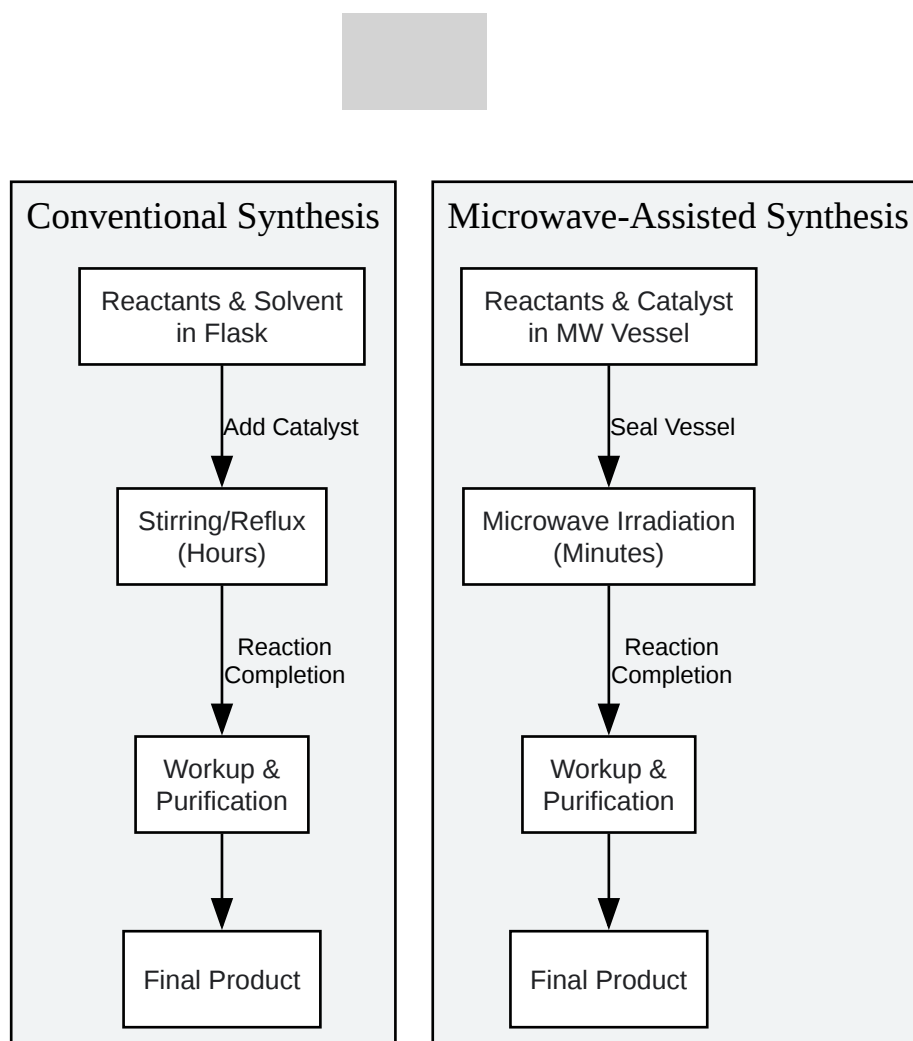 Conventional Synthesis
Reactants & Solvent
in Flask
Add Catalyst
Stirring/Reflux
(Hours)
Reaction
Completion
Workup &
Purification
Final Product
Microwave-Assisted Synthesis
Reactants & Catalyst
in MW Vessel
Seal Vessel
Microwave Irradiation
(Minutes)
Reaction
Completion
Workup &
Purification
Final Product